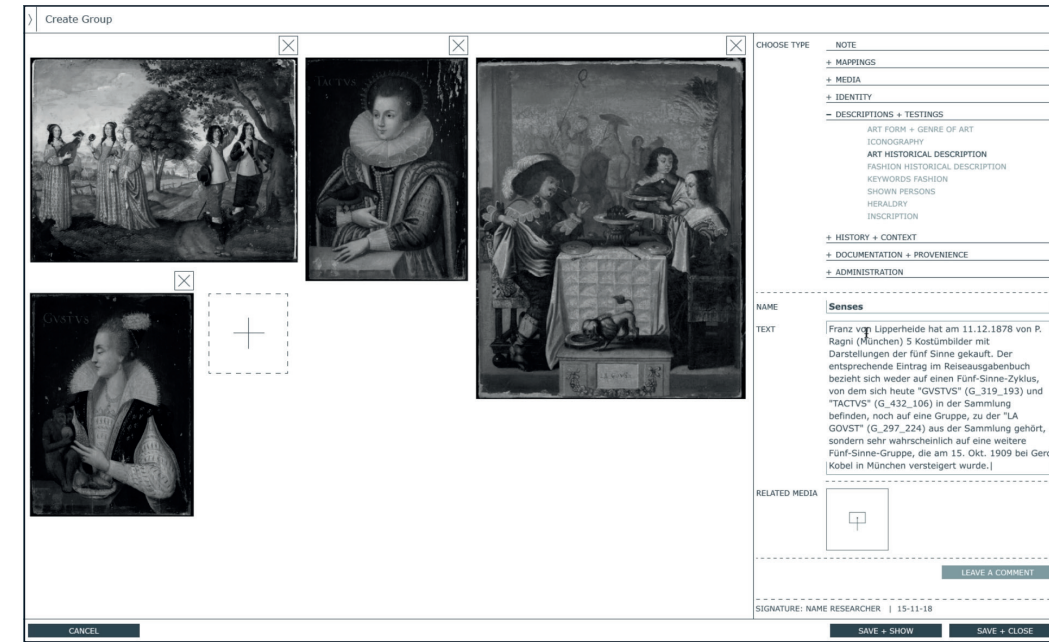 Create Group
TACTVS
GVSTVS
CHOOSE TYPE
NOTE
+ MAPPINGS
+ MEDIA
+ IDENTITY
– DESCRIPTIONS + TESTINGS
ART FORM + GENRE OF ART
ICONOGRAPHY
ART HISTORICAL DESCRIPTION
FASHION HISTORICAL DESCRIPTION
KEYWORDS FASHION
SHOWN PERSONS
HERALDRY
INSCRIPTION
+ HISTORY + CONTEXT
+ DOCUMENTATION + PROVENIENCE
+ ADMINISTRATION
NAME
Senses
TEXT
Franz von Lipperheide hat am 11.12.1878 von P.
Ragni (München) 5 Kostümbilder mit
Darstellungen der fünf Sinne gekauft. Der
entsprechende Eintrag im Reiseausgabenbuch
bezieht sich weder auf einen Fünf-Sinne-Zyklus,
von dem sich heute "GVSTVS" (G_319_193) und
"TACTVS" (G_432_106) in der Sammlung
befinden, noch auf eine Gruppe, zu der "LA
GOVST" (G_297_224) aus der Sammlung gehört,
sondern sehr wahrscheinlich auf eine weitere
Fünf-Sinne-Gruppe, die am 15. Okt. 1909 bei
Kobel in München versteigert wurde.
RELATED MEDIA
LEAVE A COMMENT
SIGNATURE: NAME RESEARCHER | 15-11-18
CANCEL
SAVE + SHOW
SAVE + CLOSE